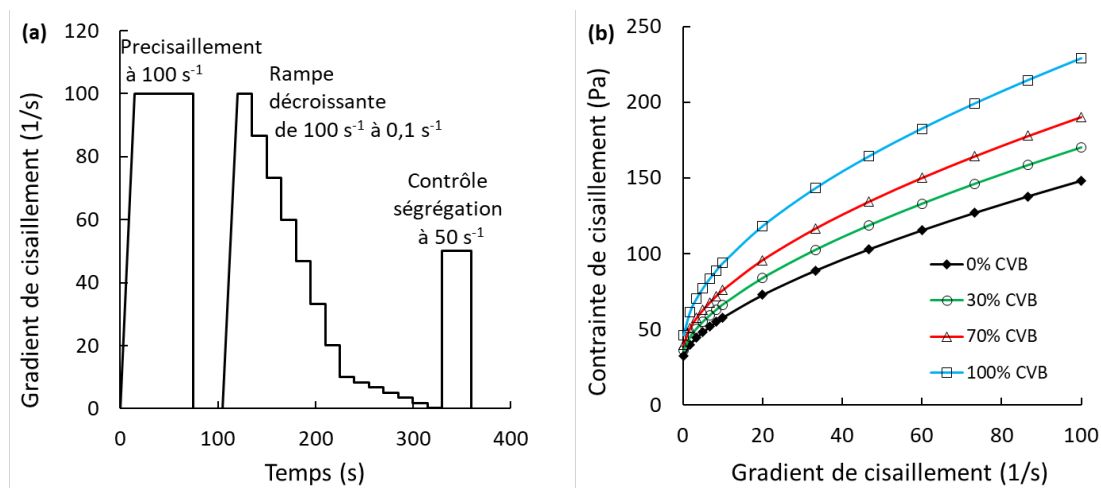 (a)
Precisaillement
à 100 s⁻¹
Rampe
décroissante
de 100 s⁻¹ à 0,1 s⁻¹
Contrôle
ségrégation
à 50 s⁻¹
Gradient de cisaillement (1/s)
120
100
80
60
40
20
0
0 100 200 300 400
Temps (s)
(b)
Contrainte de cisaillement (Pa)
250
200
150
100
50
0
0% CVB
30% CVB
70% CVB
100% CVB
0 20 40 60 80 100
Gradient de cisaillement (1/s)